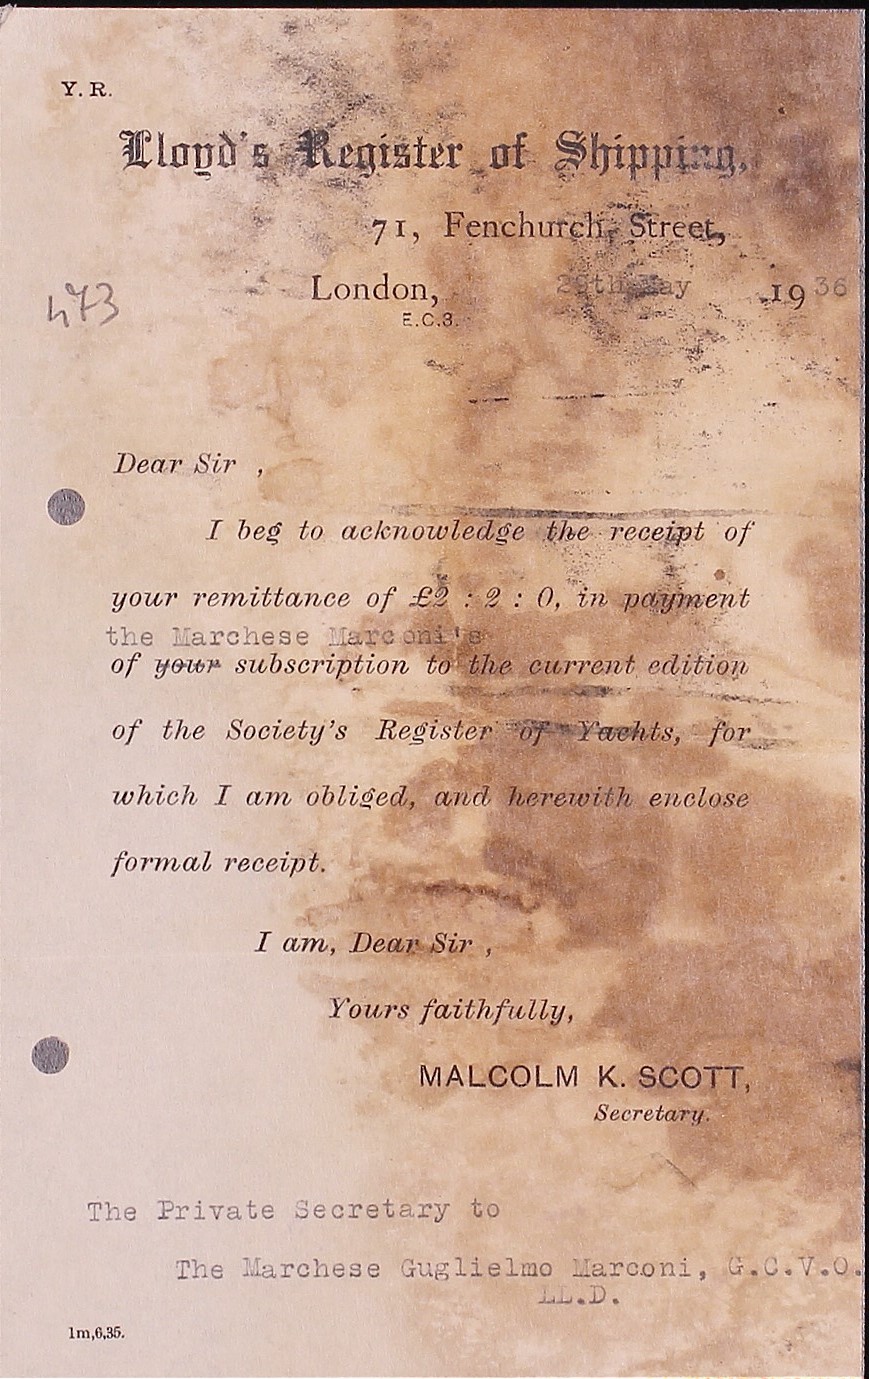 Y. R.
Lloyd's Register of Shipping,
71, Fenchurch Street,
London, May 1936
E.C.3.
473
Dear Sir ,
I beg to acknowledge the receipt of
your remittance of £2 : 2 : 0, in payment
the Marchese Marconi's
of your subscription to the current edition
of the Society's Register of Yachts, for
which I am obliged, and herewith enclose
formal receipt.
I am, Dear Sir ,
Yours faithfully,
MALCOLM K. SCOTT,
Secretary.
The Private Secretary to
The Marchese Guglielmo Marconi, G.C.V.O.
LL.D.
1m,6,35.